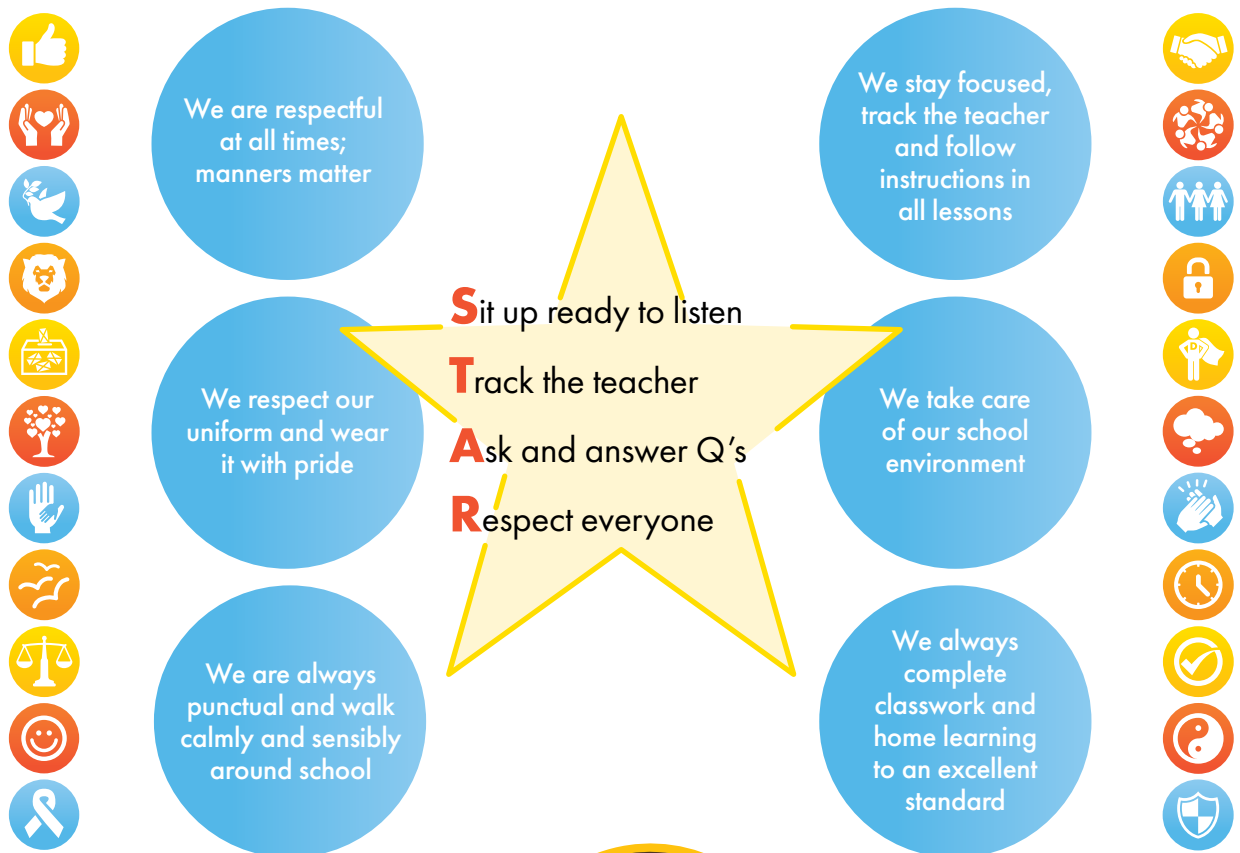 We are respectful
at all times;
manners matter
We stay focused,
track the teacher
and follow
instructions in
all lessons
Sit up ready to listen
Track the teacher
Ask and answer Q's
Respect everyone
We respect our
uniform and wear
it with pride
We take care
of our school
environment
We are always
punctual and walk
calmly and sensibly
around school
We always
complete
classwork and
home learning
to an excellent
standard